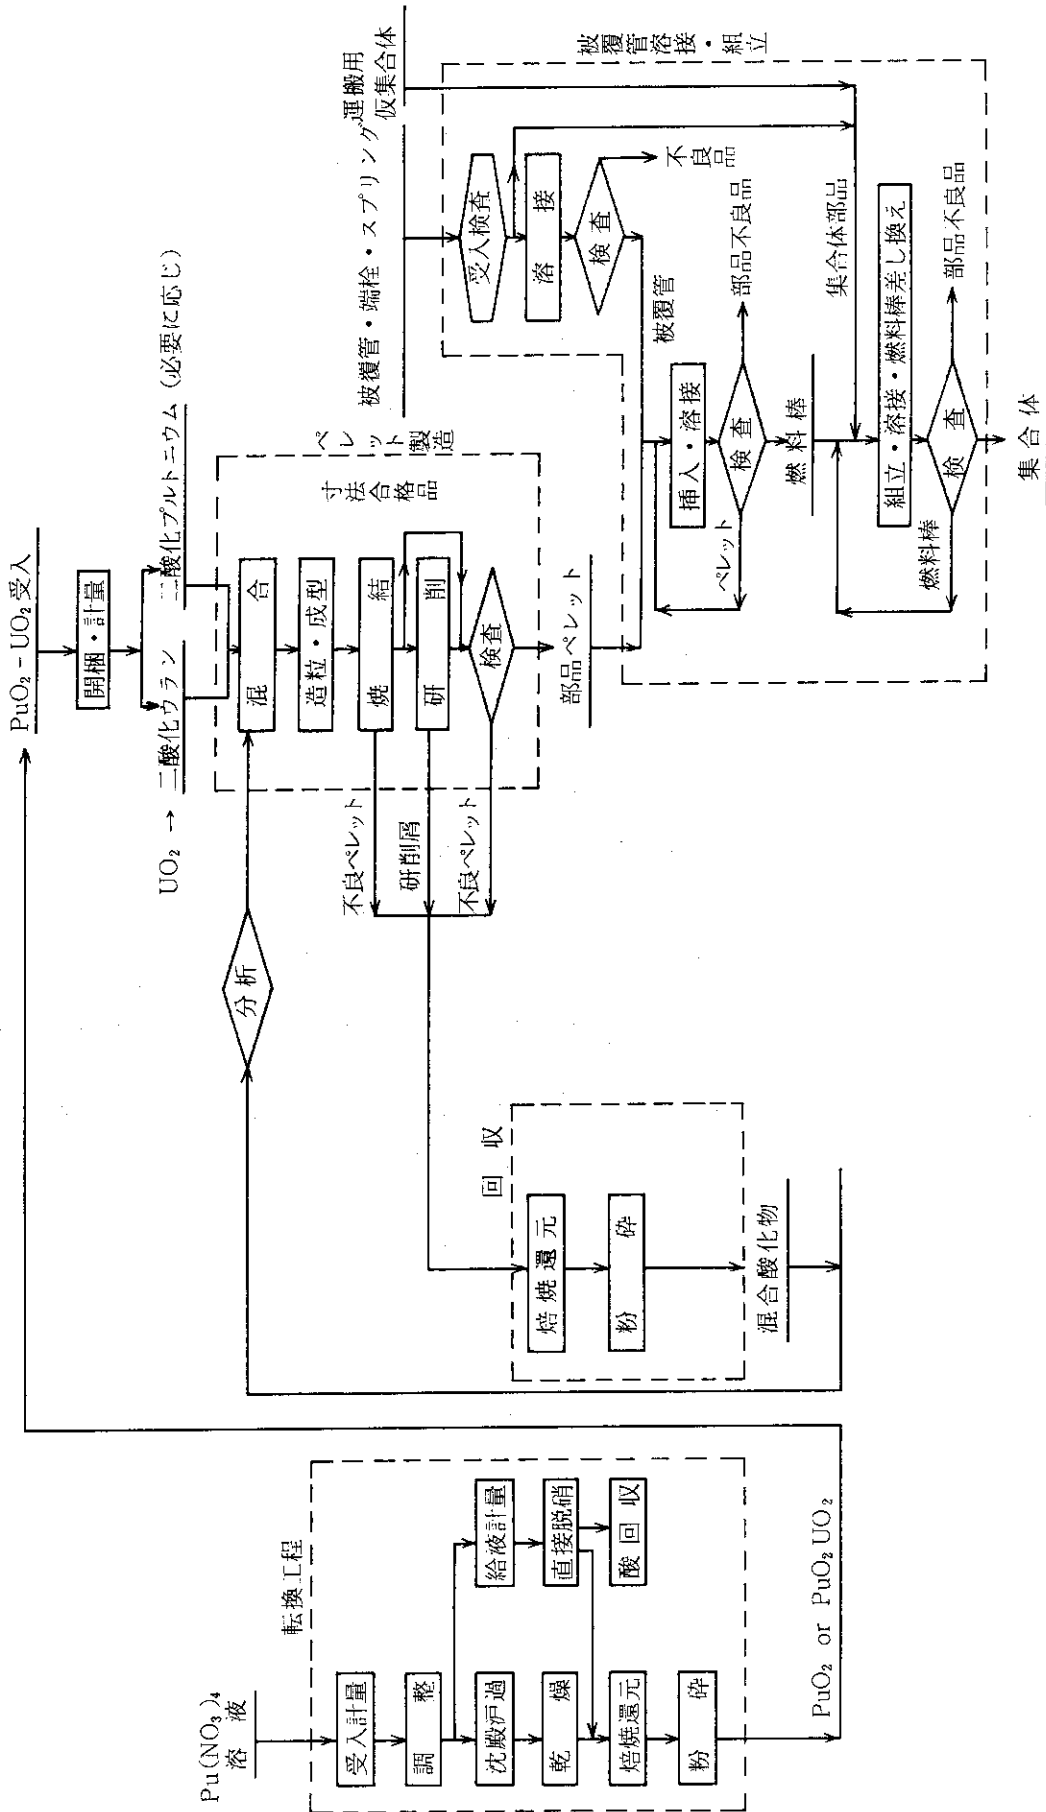 Pu(NO₃)₄
溶液
転換工程
受入計量
調整
沈殿沪過
乾燥
焙焼還元
粉砕
給液計量
直接脱硝
酸回収
PuO₂ or PuO₂UO₂
回収
焙焼還元
粉砕
混合酸化物
分析
PuO₂-UO₂受入
開梱・計量
UO₂ → 二酸化ウラン
二酸化プルトニウム(必要に応じ)
ペレット製造
混合
造粒・成型
焼結
研削
検査
寸法合格品
不良ペレット
研削屑
不良ペレット
部品ペレット
被覆管・端栓・スプリング
運搬用
仮集合体
被覆管溶接・組立
受入検査
溶接
検査
不良品
被覆管
挿入・溶接
検査
部品不良品
ペレット
燃料棒
集合体部品
組立・溶接・燃料棒差し換え
検査
部品不良品
燃料棒
集合体